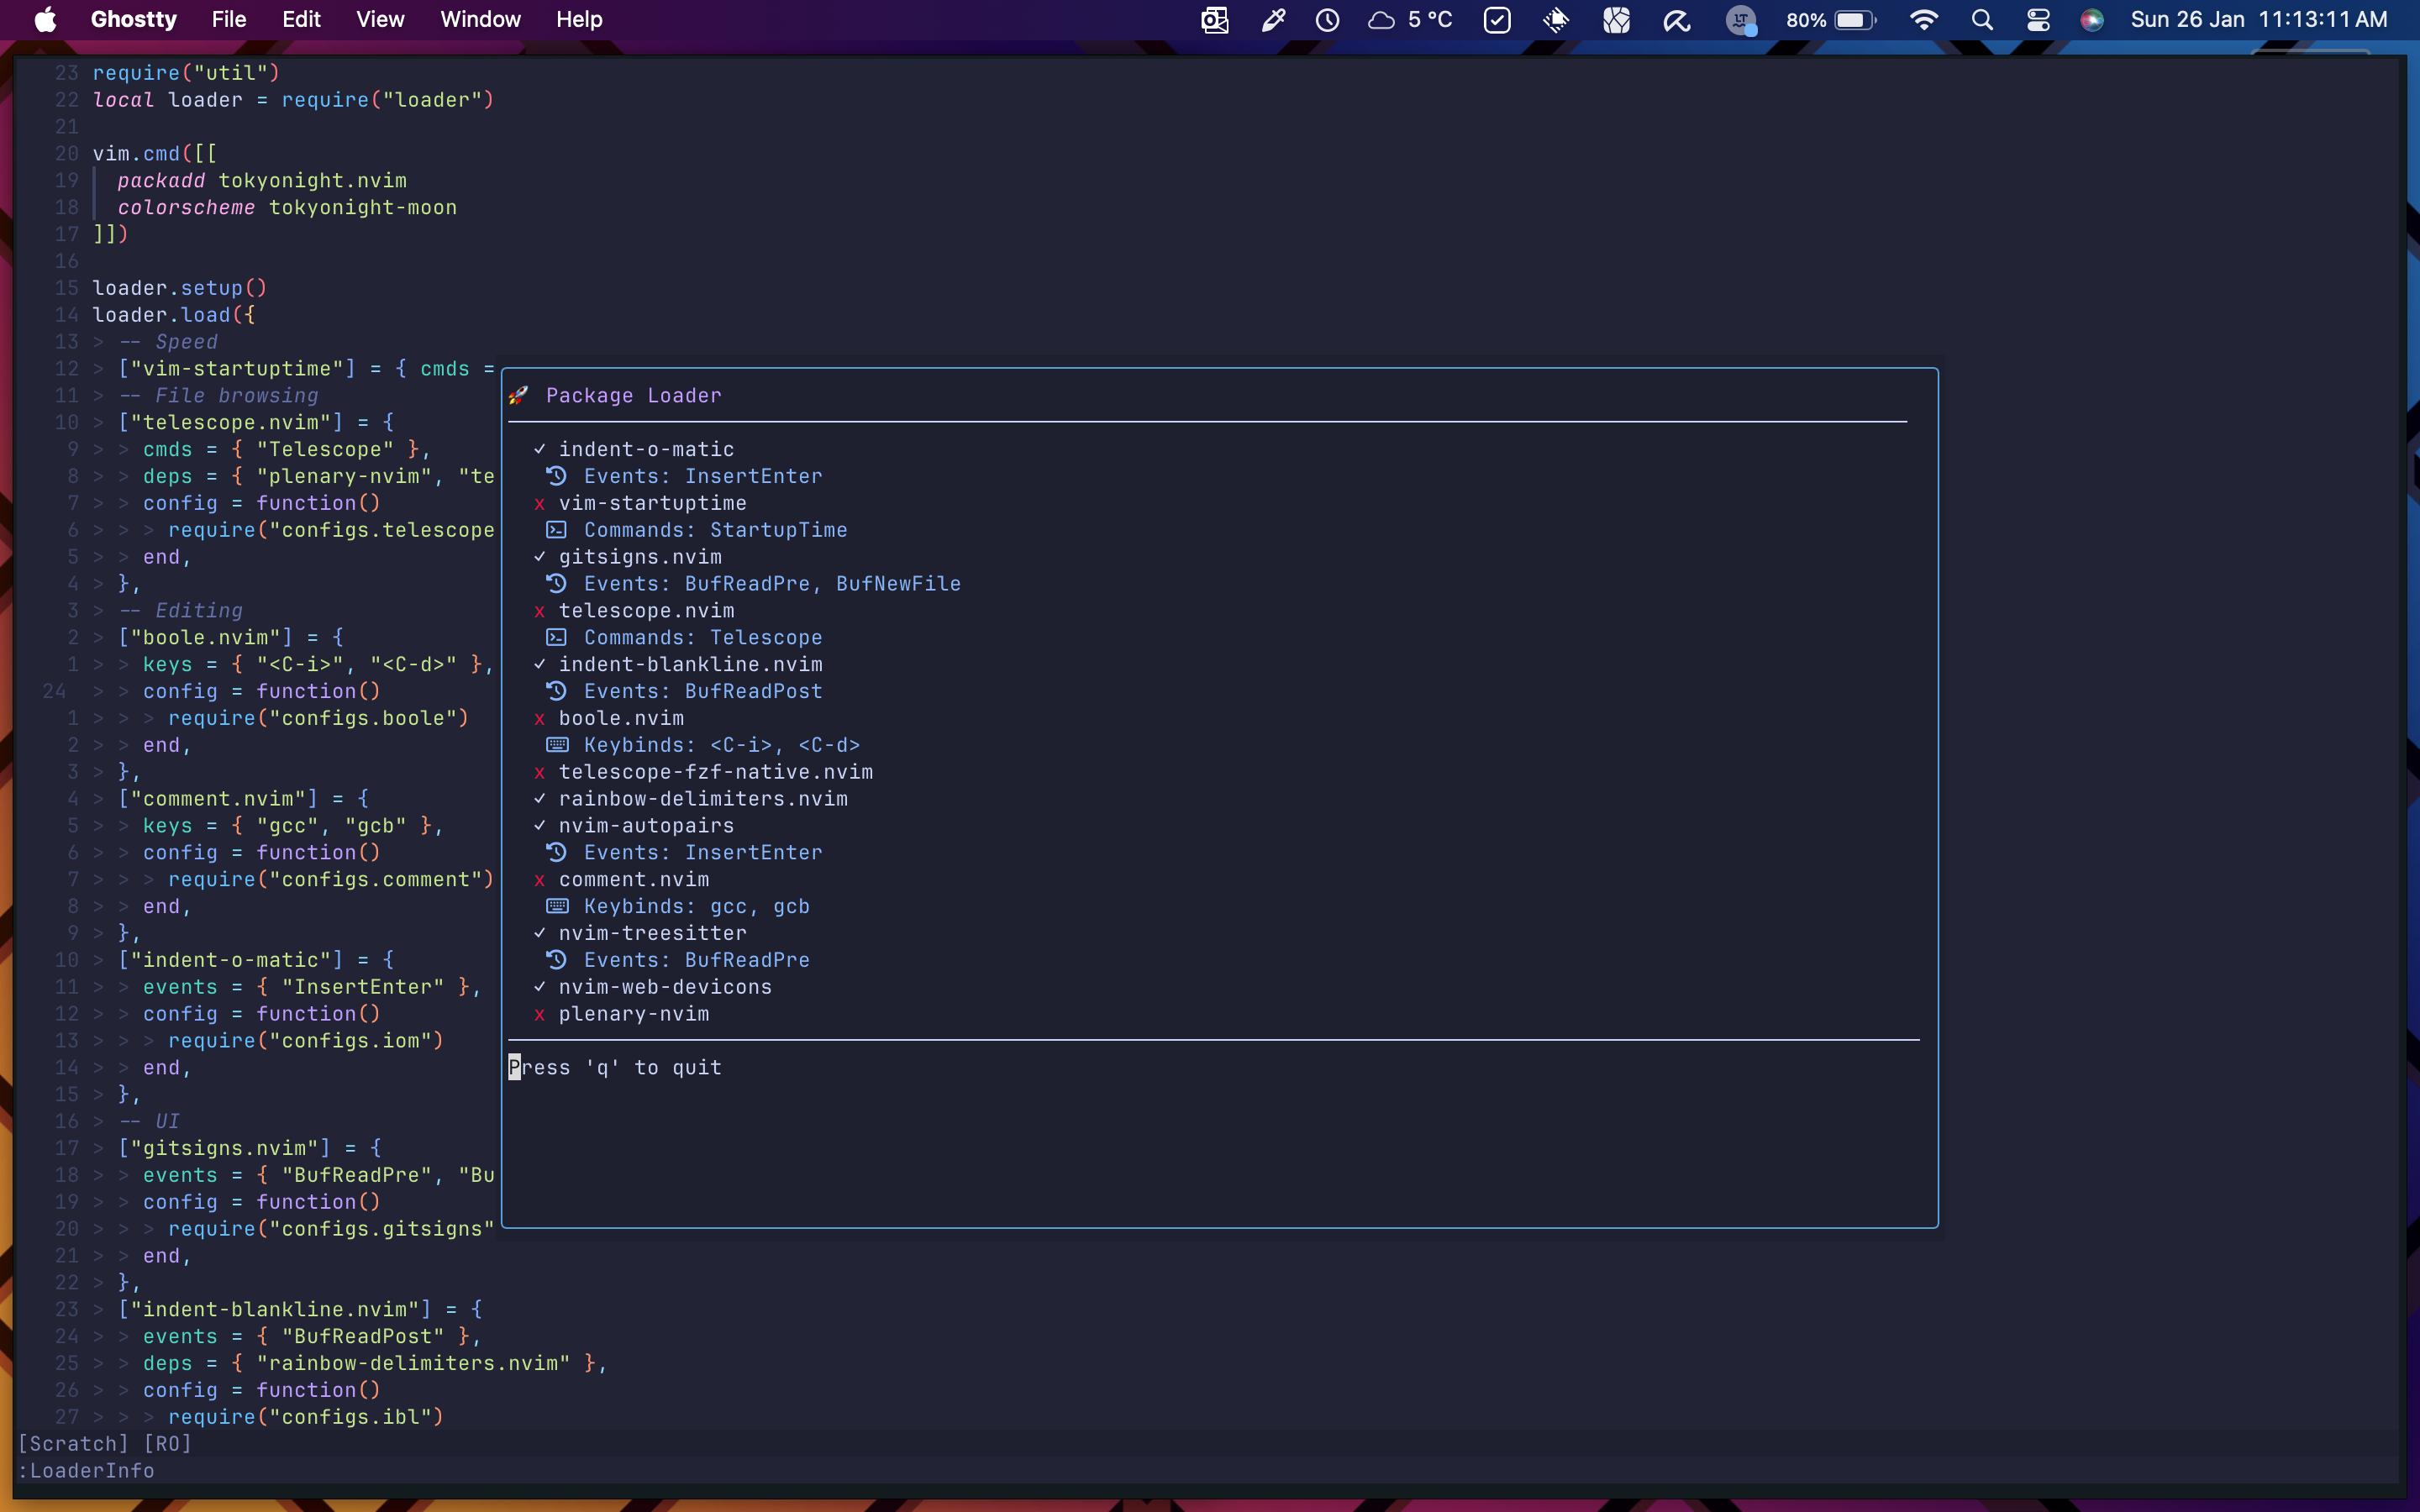 Ghostty File Edit View Window Help 5 °C LT 80% Sun 26 Jan 11:13:11 AM
23 require("util")
22 local loader = require("loader")
21
20 vim.cmd([[
19 packadd tokyonight.nvim
18 colorscheme tokyonight-moon
17 ]])
16
15 loader.setup()
14 loader.load({
13 > -- Speed
12 > ["vim-startuptime"] = { cmds =
11 > -- File browsing
10 > ["telescope.nvim"] = {
9 > > cmds = { "Telescope" },
8 > > deps = { "plenary-nvim", "te
7 > > config = function()
6 > > > require("configs.telescope
5 > > end,
4 > },
3 > -- Editing
2 > ["boole.nvim"] = {
1 > > keys = { "<C-i>", "<C-d>" },
24 > > config = function()
1 > > > require("configs.boole")
2 > > end,
3 > },
4 > ["comment.nvim"] = {
5 > > keys = { "gcc", "gcb" },
6 > > config = function()
7 > > > require("configs.comment")
8 > > end,
9 > },
10 > ["indent-o-matic"] = {
11 > > events = { "InsertEnter" },
12 > > config = function()
13 > > > require("configs.iom")
14 > > end,
15 > },
16 > -- UI
17 > ["gitsigns.nvim"] = {
18 > > events = { "BufReadPre", "Bu
19 > > config = function()
20 > > > require("configs.gitsigns"
21 > > end,
22 > },
23 > ["indent-blankline.nvim"] = {
24 > > events = { "BufReadPost" },
25 > > deps = { "rainbow-delimiters.nvim" },
26 > > config = function()
27 > > > require("configs.ibl")
🚀 Package Loader
✓ indent-o-matic
Events: InsertEnter
x vim-startuptime
Commands: StartupTime
✓ gitsigns.nvim
Events: BufReadPre, BufNewFile
x telescope.nvim
Commands: Telescope
✓ indent-blankline.nvim
Events: BufReadPost
x boole.nvim
Keybinds: <C-i>, <C-d>
x telescope-fzf-native.nvim
✓ rainbow-delimiters.nvim
✓ nvim-autopairs
Events: InsertEnter
x comment.nvim
Keybinds: gcc, gcb
✓ nvim-treesitter
Events: BufReadPre
✓ nvim-web-devicons
x plenary-nvim
Press 'q' to quit
[Scratch] [RO]
:LoaderInfo